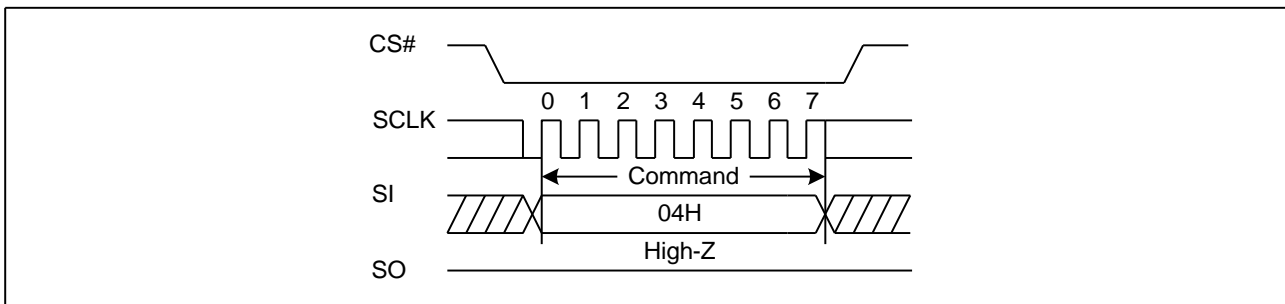 CS#
0 1 2 3 4 5 6 7
SCLK
Command
SI
04H
High-Z
SO